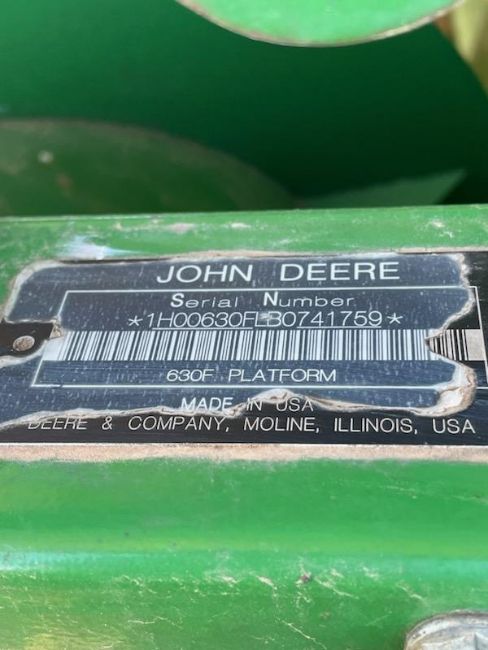 JOHN DEERE
Serial Number
*1H00630FLB0741759*
630F PLATFORM
MADE IN USA
DEERE & COMPANY, MOLINE, ILLINOIS, USA